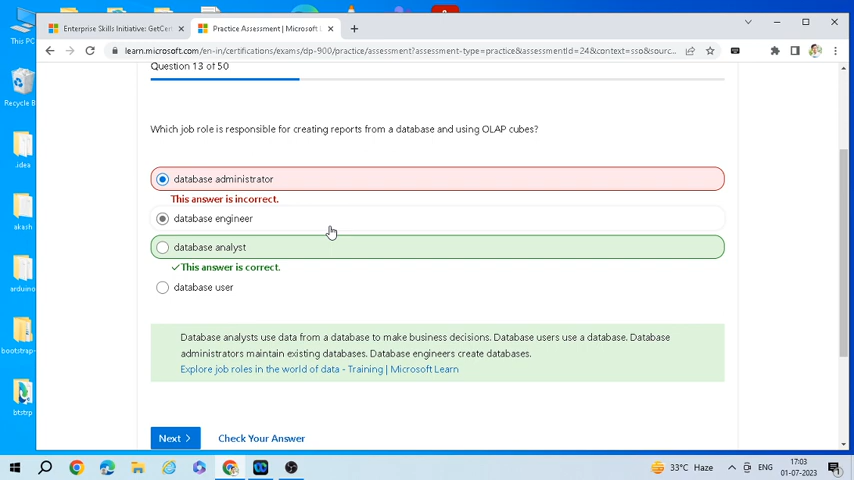 This PC
Recycle B
.idea
akash
arduino
bootstrap-
btstrp
Enterprise Skills Initiative: GetCert
Practice Assessment | Microsoft L
learn.microsoft.com/en-in/certifications/exams/dp-900/practice/assessment?assessment-type=practice&assessmentId=24&context=sso&sourc...
Question 13 of 50
Which job role is responsible for creating reports from a database and using OLAP cubes?
database administrator
This answer is incorrect.
database engineer
database analyst
✓This answer is correct.
database user
Database analysts use data from a database to make business decisions. Database users use a database. Database
administrators maintain existing databases. Database engineers create databases.
Explore job roles in the world of data - Training | Microsoft Learn
Next >
Check Your Answer
33°C Haze
ENG
17:03
01-07-2023
1